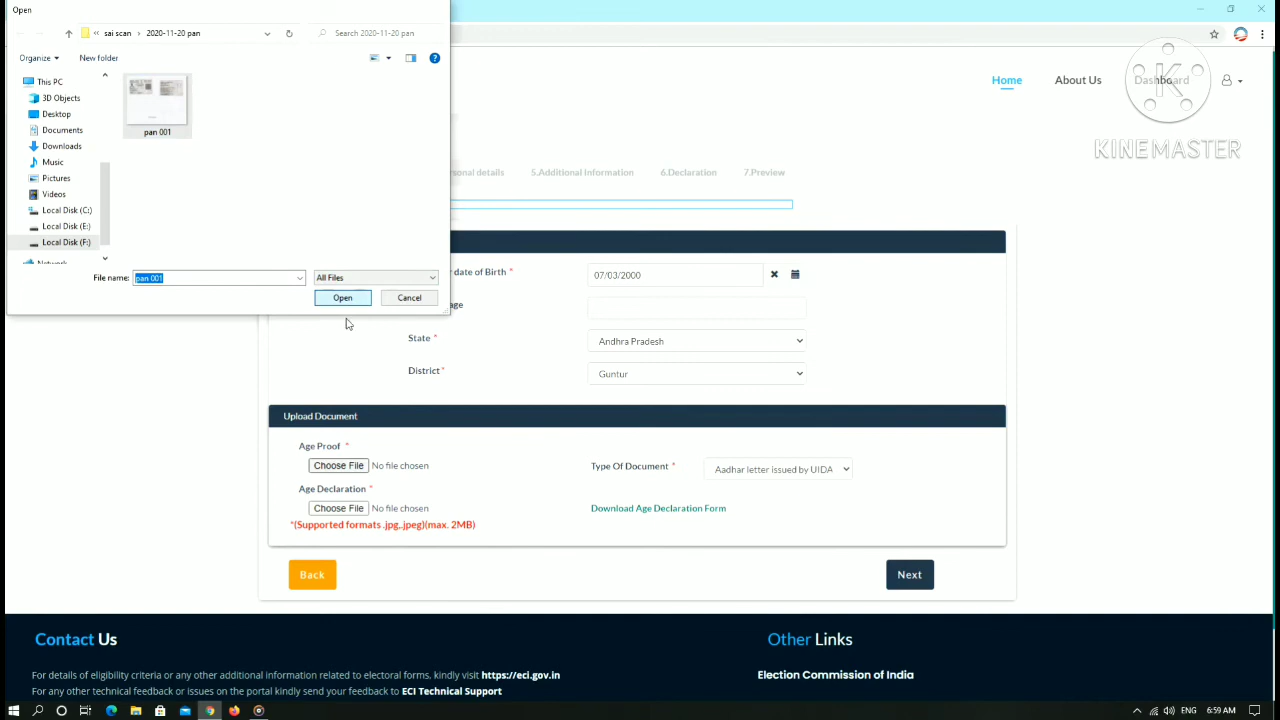 Open
sai scan
2020-11-20 pan
Search 2020-11-20 pan
Organize
New folder
This PC
3D Objects
Desktop
Documents
Downloads
Music
Pictures
Videos
Local Disk (C:)
Local Disk (E:)
Local Disk (F:)
pan 001
File name:
pan 001
All Files
Open
Cancel
Home
About Us
Dashboard
KINEMASTER
sonal details
5.Additional Information
6.Declaration
7.Preview
r date of Birth *
07/03/2000
age
State *
Andhra Pradesh
District *
Guntur
Upload Document
Age Proof *
Choose File No file chosen
Type Of Document *
Aadhar letter issued by UIDA
Age Declaration *
Choose File No file chosen
Download Age Declaration Form
*(Supported formats .jpg,.jpeg)(max. 2MB)
Back
Next
Contact Us
Other Links
For details of eligibility criteria or any other additional information related to electoral forms, kindly visit https://eci.gov.in
Election Commission of India
For any other technical feedback or issues on the portal kindly send your feedback to ECI Technical Support
ENG
6:59 AM